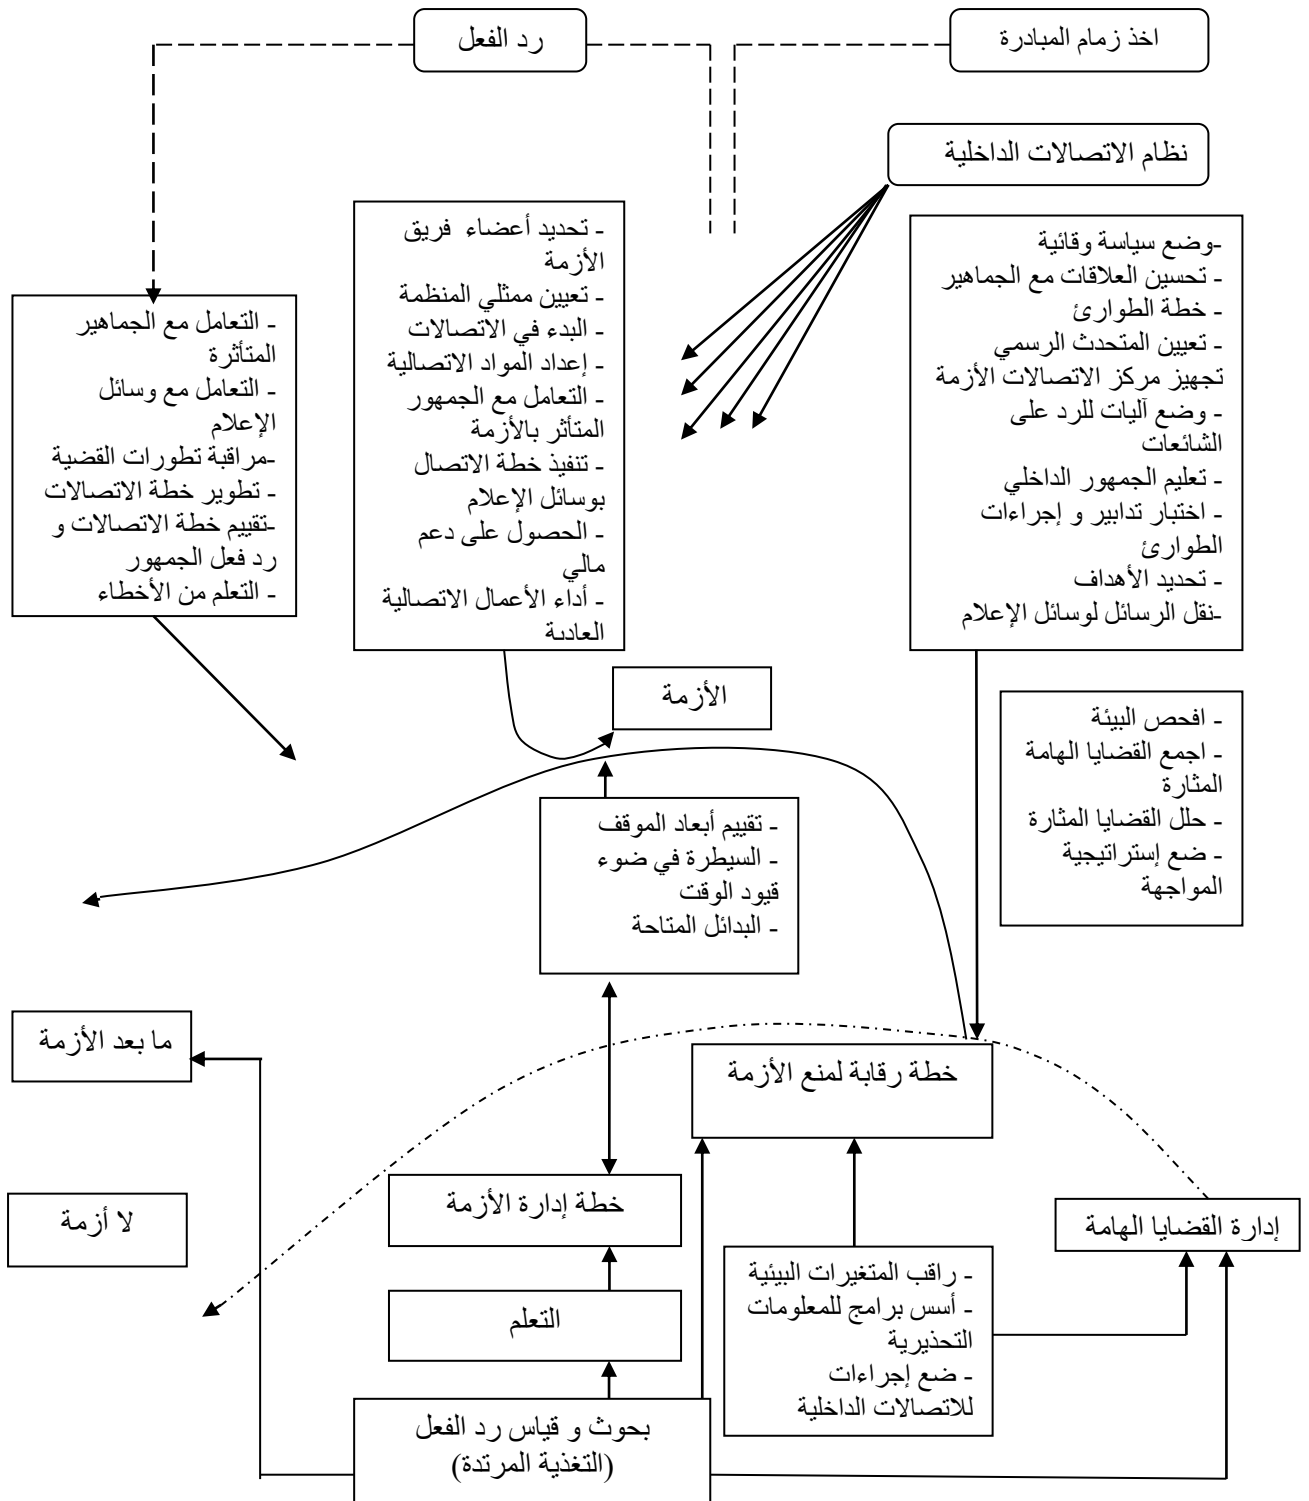 اخذ زمام المبادرة
رد الفعل
نظام الاتصالات الداخلية
-وضع سياسة وقائية
- تحسين العلاقات مع الجماهير
- خطة الطوارئ
- تعيين المتحدث الرسمي
تجهيز مركز الاتصالات الأزمة
- وضع آليات للرد على
الشائعات
- تعليم الجمهور الداخلي
- اختبار تدابير و إجراءات
الطوارئ
- تحديد الأهداف
-نقل الرسائل لوسائل الإعلام
- تحديد أعضاء فريق
الأزمة
- تعيين ممثلي المنظمة
- البدء في الاتصالات
- إعداد المواد الاتصالية
- التعامل مع الجمهور
المتأثر بالأزمة
- تنفيذ خطة الاتصال
بوسائل الإعلام
- الحصول على دعم
مالي
- أداء الأعمال الاتصالية
العادية
- التعامل مع الجماهير
المتأثرة
- التعامل مع وسائل
الإعلام
-مراقبة تطورات القضية
- تطوير خطة الاتصالات
-تقييم خطة الاتصالات و
رد فعل الجمهور
- التعلم من الأخطاء
الأزمة
- افحص البيئة
- اجمع القضايا الهامة
المثارة
- حلل القضايا المثارة
- ضع إستراتيجية
المواجهة
- تقييم أبعاد الموقف
- السيطرة في ضوء
قيود الوقت
- البدائل المتاحة
ما بعد الأزمة
خطة رقابة لمنع الأزمة
خطة إدارة الأزمة
لا أزمة
إدارة القضايا الهامة
- راقب المتغيرات البيئية
- أسس برامج للمعلومات
التحذيرية
- ضع إجراءات
للاتصالات الداخلية
التعلم
بحوث و قياس رد الفعل
(التغذية المرتدة)